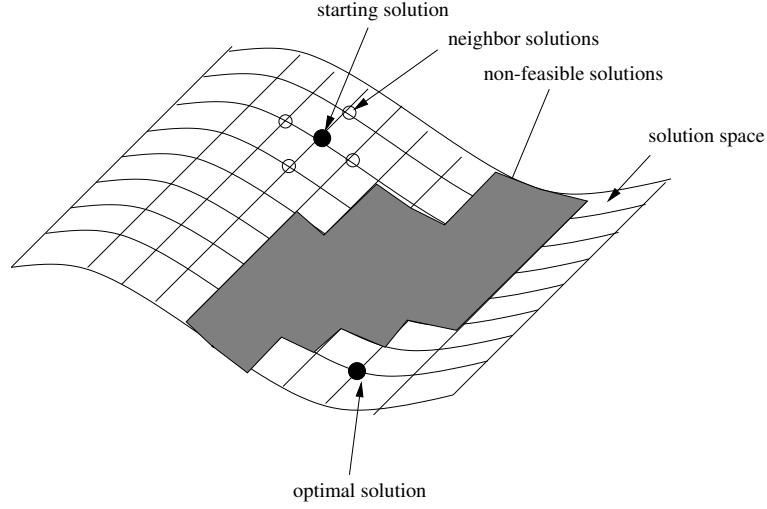 starting solution
neighbor solutions
non-feasible solutions
solution space
optimal solution